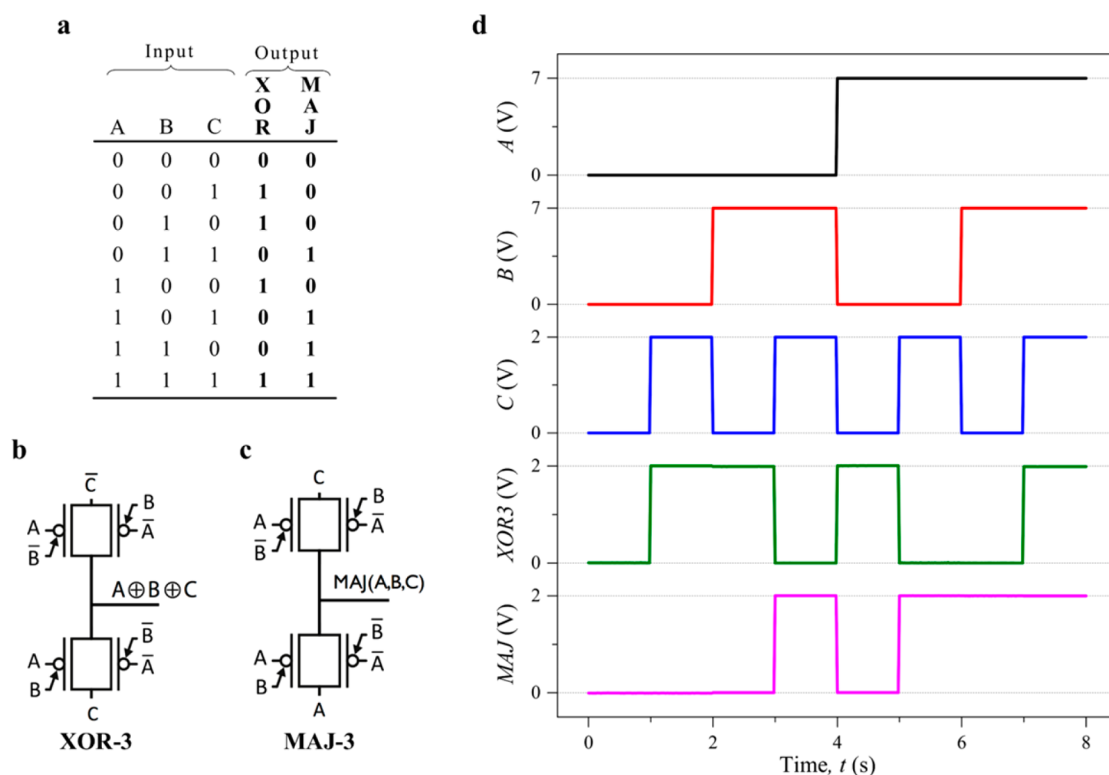 a
Input Output
A B C XOR MAJ
0 0 0 0 0
0 0 1 1 0
0 1 0 1 0
0 1 1 0 1
1 0 0 1 0
1 0 1 0 1
1 1 0 0 1
1 1 1 1 1
b
C̅
B
A A̅
B̅
A⊕B⊕C
B̅
A A̅
B
C
XOR-3
c
C
B
A A̅
B̅
MAJ(A,B,C)
B̅
A A̅
B
A
MAJ-3
d
7
A (V)
0
7
B (V)
0
2
C (V)
0
2
XOR3 (V)
0
2
MAJ (V)
0
0 2 4 6 8
Time, t (s)